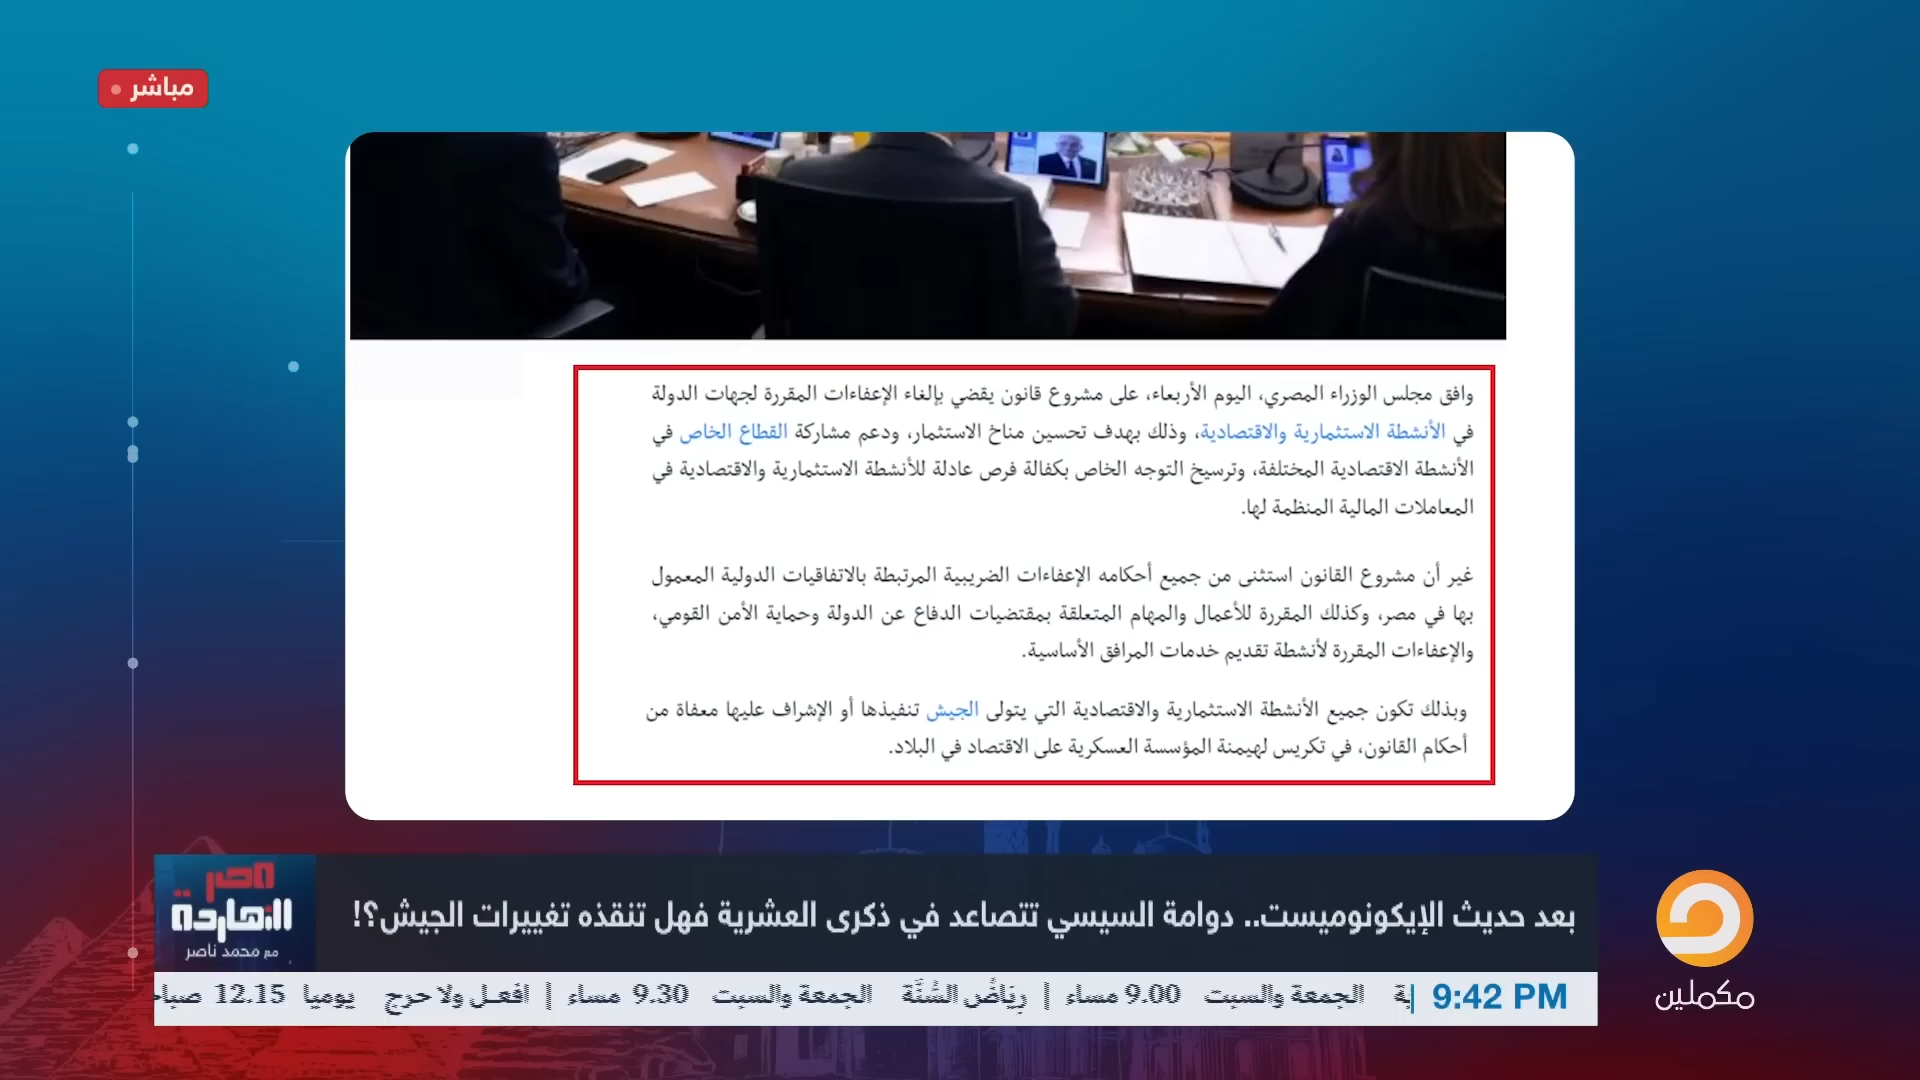 مباشر
وافق مجلس الوزراء المصري، اليوم الأربعاء، على مشروع قانون يقضي بإلغاء الإعفاءات المقررة لجهات الدولة
في الأنشطة الاستثمارية والاقتصادية، وذلك بهدف تحسين مناخ الاستثمار، ودعم مشاركة القطاع الخاص في
الأنشطة الاقتصادية المختلفة، وترسيخ التوجه الخاص بكفالة فرص عادلة للأنشطة الاستثمارية والاقتصادية في
المعاملات المالية المنظمة لها.
غير أن مشروع القانون استثنى من جميع أحكامه الإعفاءات الضريبية المرتبطة بالاتفاقيات الدولية المعمول
بها في مصر، وكذلك المقررة للأعمال والمهام المتعلقة بمقتضيات الدفاع عن الدولة وحماية الأمن القومي،
والإعفاءات المقررة لأنشطة تقديم خدمات المرافق الأساسية.
وبذلك تكون جميع الأنشطة الاستثمارية والاقتصادية التي يتولى الجيش تنفيذها أو الإشراف عليها معفاة من
أحكام القانون، في تكريس لهيمنة المؤسسة العسكرية على الاقتصاد في البلاد.
بعد حديث الإيكونوميست.. دوامة السيسي تتصاعد في ذكرى العشرية فهل تنقذه تغييرات الجيش؟!
مصر
النهاردة
مع محمد ناصر
9:42 PM
الجمعة والسبت 9.00 مساء | رِيَاضُ السُّنَّة الجمعة والسبت 9.30 مساء | افعل ولا حرج يوميا 12.15
مكملين